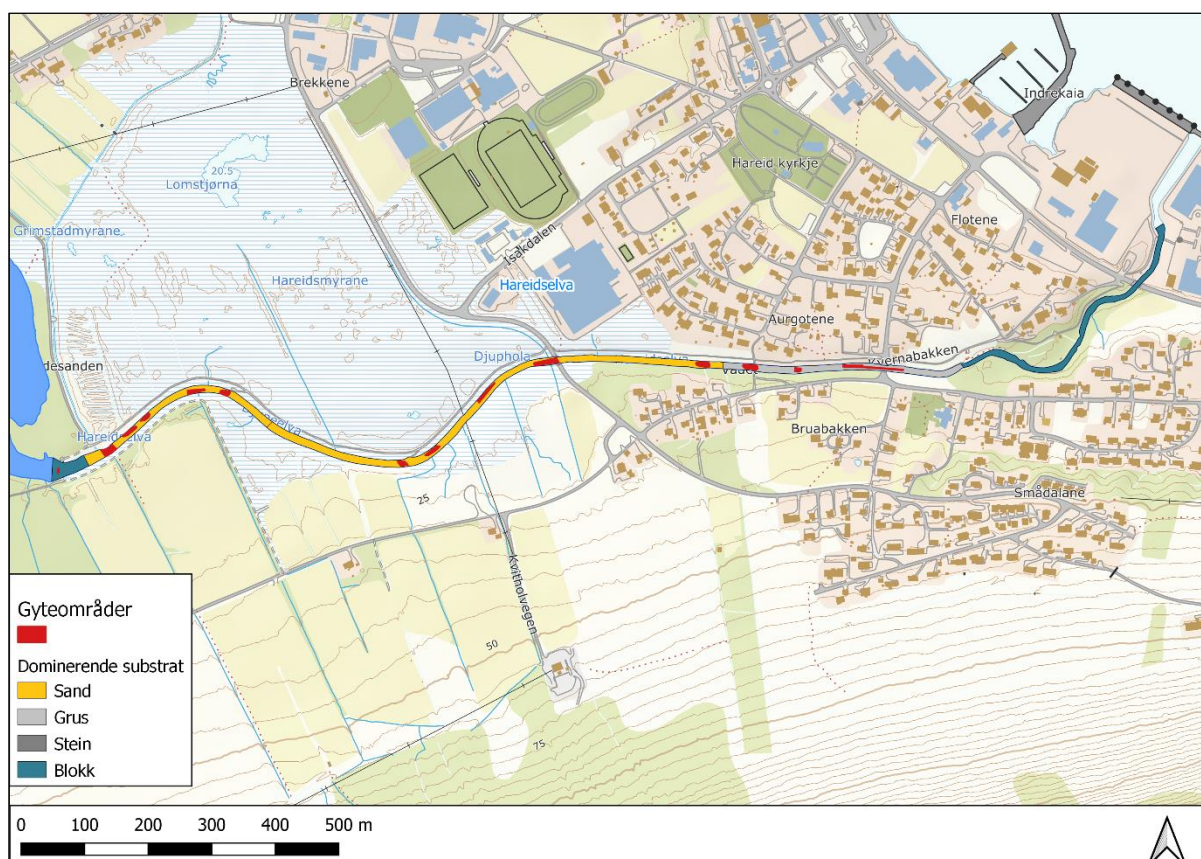 Brekkene
Indrekaia
20.5
Lomstjørna
Hareid kyrkje
Grimstadmyrane
Flotene
Isakdalen
Hareidsmyrane
Hareidselva
Aurgotene
Djuphola
Kvernabakken
desanden
Hareidselva
Bruabakken
25
Smådalane
Kvitholvegen
50
75
Gyteområder
Dominerende substrat
Sand
Grus
Stein
Blokk
0 100 200 300 400 500 m